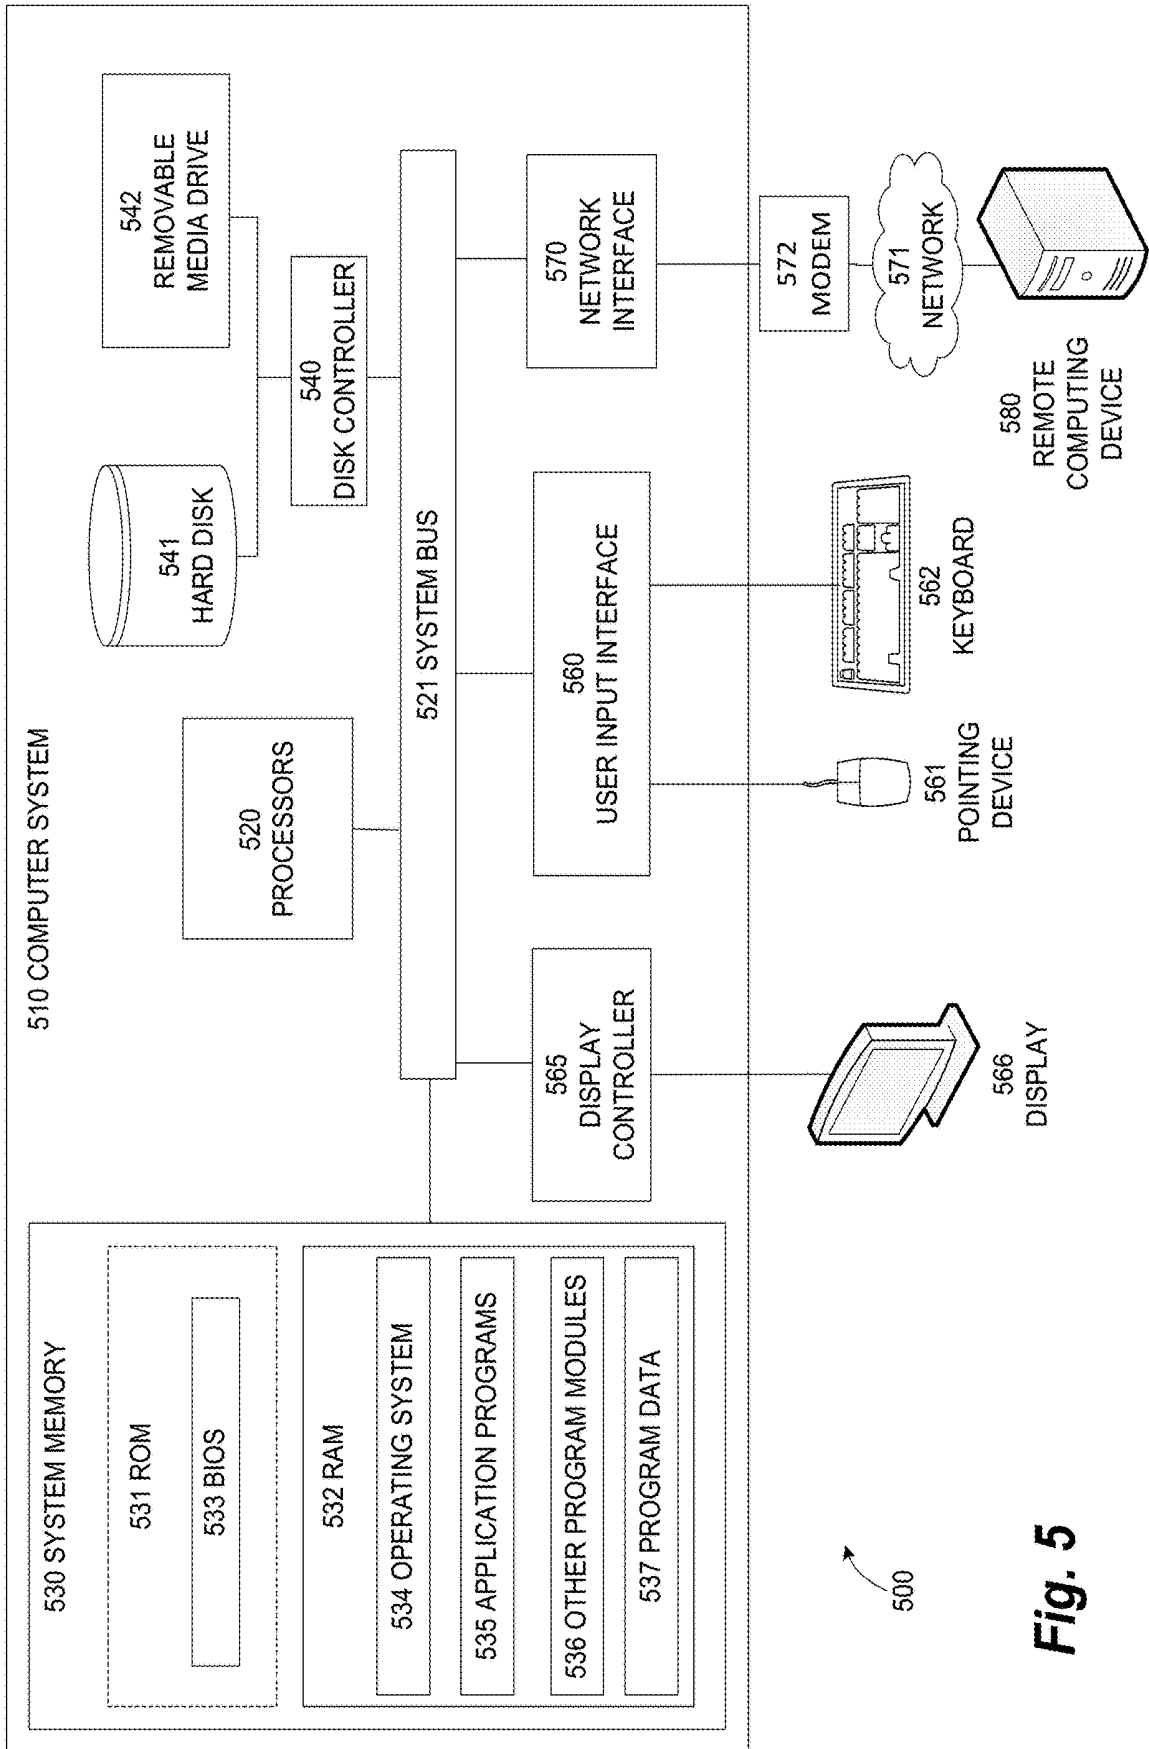 510 COMPUTER SYSTEM
530 SYSTEM MEMORY
531 ROM
533 BIOS
532 RAM
534 OPERATING SYSTEM
535 APPLICATION PROGRAMS
536 OTHER PROGRAM MODULES
537 PROGRAM DATA
520
PROCESSORS
541
HARD DISK
542
REMOVABLE
MEDIA DRIVE
540
DISK CONTROLLER
521 SYSTEM BUS
565
DISPLAY
CONTROLLER
560
USER INPUT INTERFACE
570
NETWORK
INTERFACE
572
MODEM
571
NETWORK
566
DISPLAY
561
POINTING
DEVICE
562
KEYBOARD
580
REMOTE
COMPUTING
DEVICE
500
Fig. 5